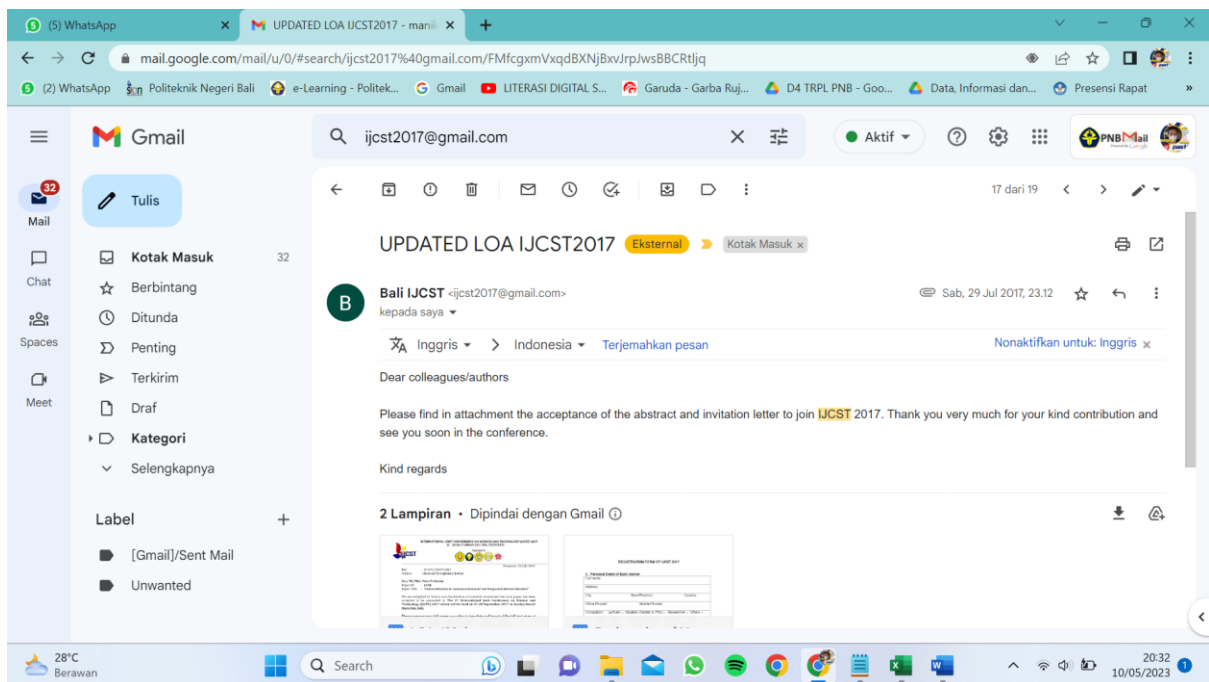 (5) WhatsApp
UPDATED LOA IJCST2017 - mani
mail.google.com/mail/u/0/#search/ijcst2017%40gmail.com/FMfcgxmVxqdBXNjBxvJrpJwsBBCRtljq
(2) WhatsApp Politeknik Negeri Bali e-Learning - Politek... Gmail LITERASI DIGITAL S... Garuda - Garba Ruj... D4 TRPL PNB - Goo... Data, Informasi dan... Presensi Rapat »
Gmail
ijcst2017@gmail.com
Aktif
PNBMail
32
Mail
Chat
Spaces
Meet
Tulis
Kotak Masuk 32
Berbintang
Ditunda
Penting
Terkirim
Draf
Kategori
Selengkapnya
Label
[Gmail]/Sent Mail
Unwanted
17 dari 19
UPDATED LOA IJCST2017 Eksternal Kotak Masuk x
B
Bali IJCST <ijcst2017@gmail.com> Sab, 29 Jul 2017, 23.12
kepada saya
Inggris > Indonesia Terjemahkan pesan Nonaktifkan untuk: Inggris x
Dear colleagues/authors
Please find in attachment the acceptance of the abstract and invitation letter to join IJCST 2017. Thank you very much for your kind contribution and
see you soon in the conference.
Kind regards
2 Lampiran • Dipindai dengan Gmail
REGISTRATION FORM OF IJCST 2017
28°C
Berawan
Search
20:32
10/05/2023
1